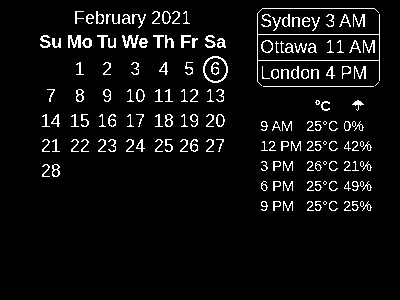 February 2021
Su Mo Tu We Th Fr Sa
1 2 3 4 5 6
7 8 9 10 11 12 13
14 15 16 17 18 19 20
21 22 23 24 25 26 27
28
Sydney 3 AM
Ottawa 11 AM
London 4 PM
°C ☂
9 AM 25°C 0%
12 PM 25°C 42%
3 PM 26°C 21%
6 PM 25°C 49%
9 PM 25°C 25%